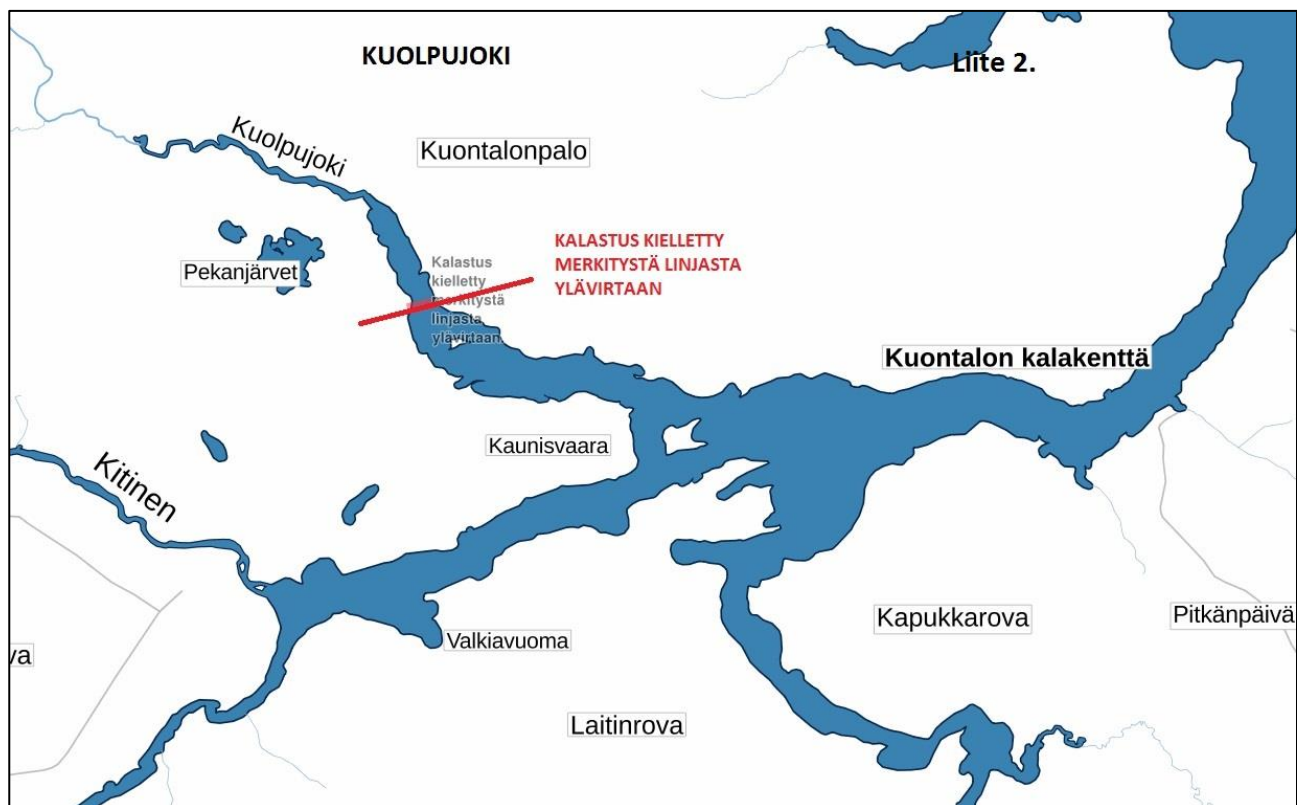 KUOLPUJOKI
Liite 2.
Kuolpujoki
Kuontalonpalo
KALASTUS KIELLETTY
MERKITYSTÄ LINJASTA
YLÄVIRTAAN
Pekanjärvet
Kalastus
kielletty
merkitystä
linjasta
ylävirtaan.
Kuontalon kalakenttä
Kaunisvaara
Kitinen
Kapukkarova
Pitkänpäivä
Valkiavuoma
va
Laitinrova